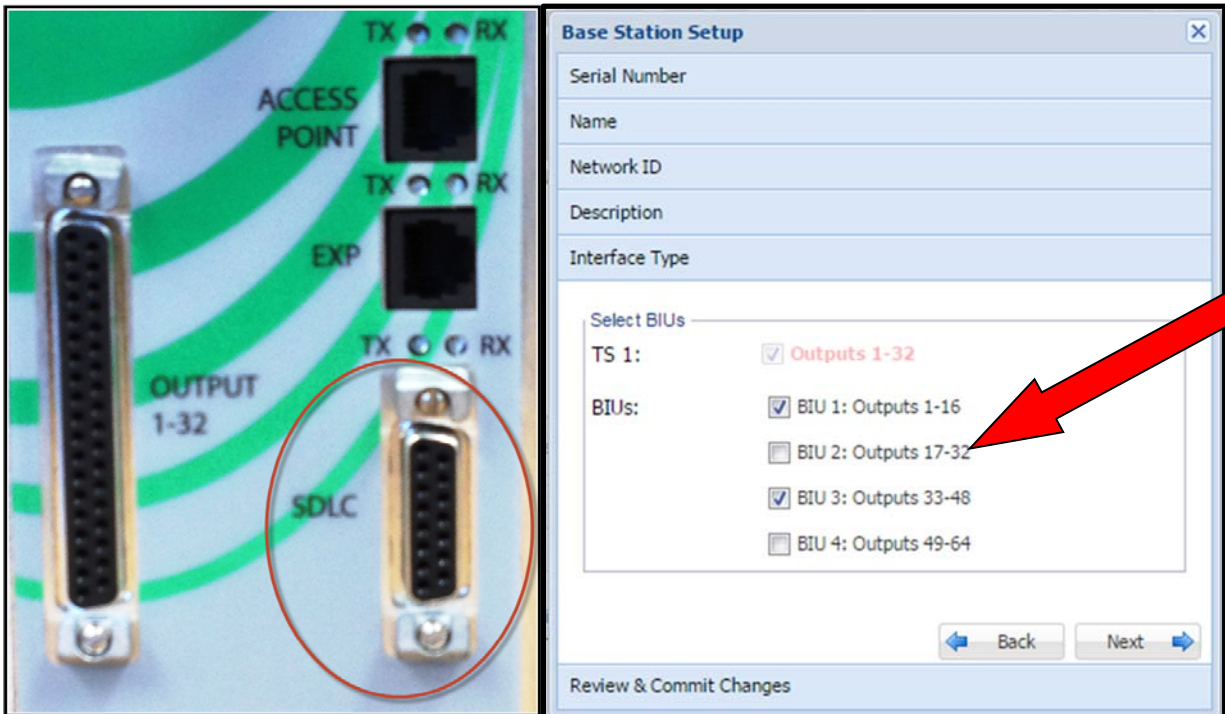 TX RX
ACCESS
POINT
TX RX
EXP
TX RX
OUTPUT
1-32
SDLC
Base Station Setup
Serial Number
Name
Network ID
Description
Interface Type
Select BIUs
TS 1: Outputs 1-32
BIUs: BIU 1: Outputs 1-16
BIU 2: Outputs 17-32
BIU 3: Outputs 33-48
BIU 4: Outputs 49-64
Back Next
Review & Commit Changes